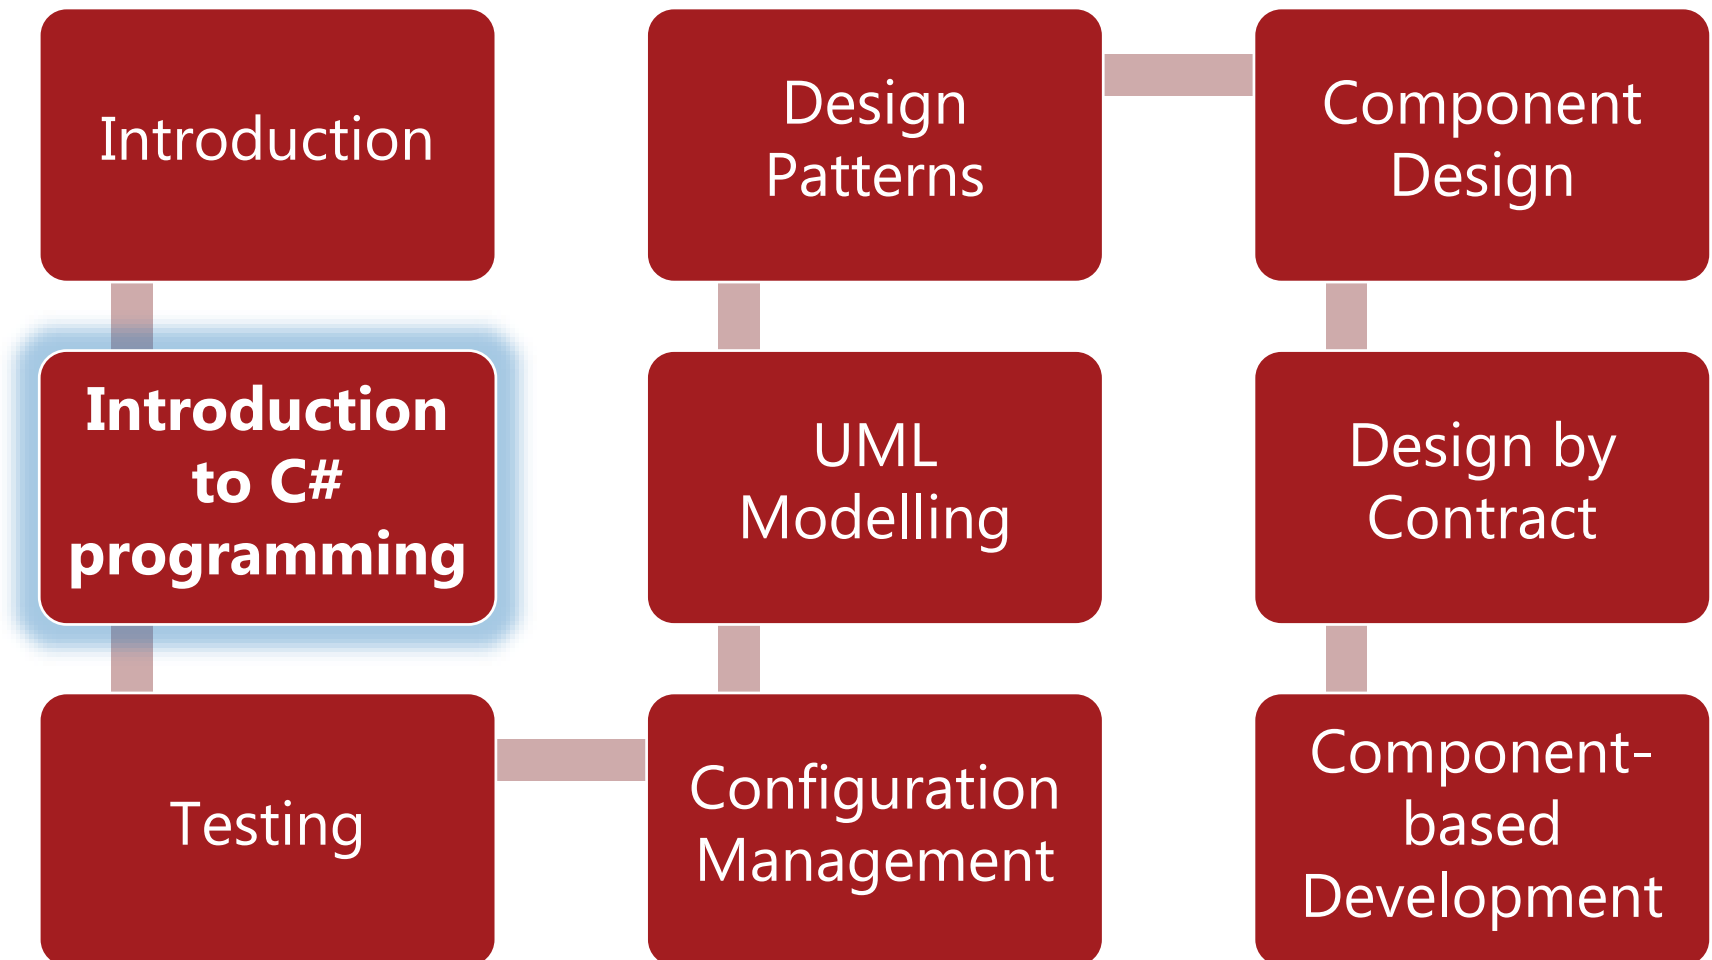 Introduction
Introduction
to C#
programming
Testing
Configuration
Management
UML
Modelling
Design
Patterns
Component
Design
Design by
Contract
Component-
based
Development